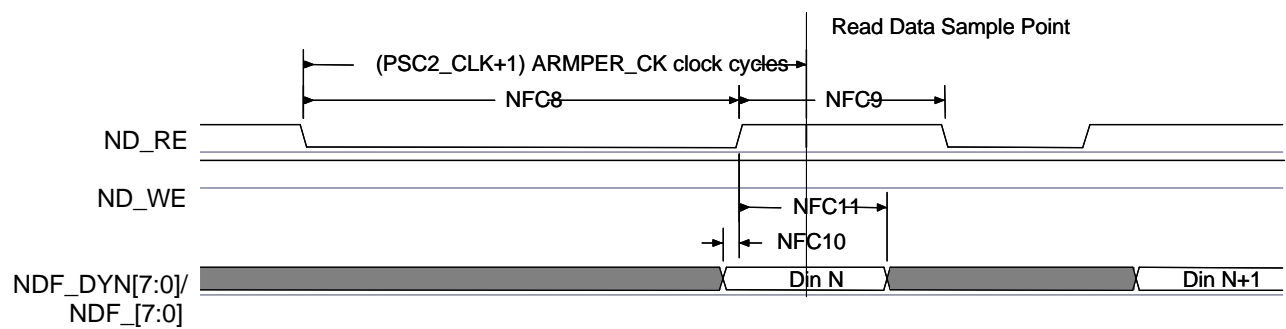 Read Data Sample Point
(PSC2_CLK+1) ARMPER_CK clock cycles
NFC8
NFC9
ND_RE
ND_WE
NFC11
NFC10
NDF_DYN[7:0]/
NDF_[7:0]
Din N
Din N+1